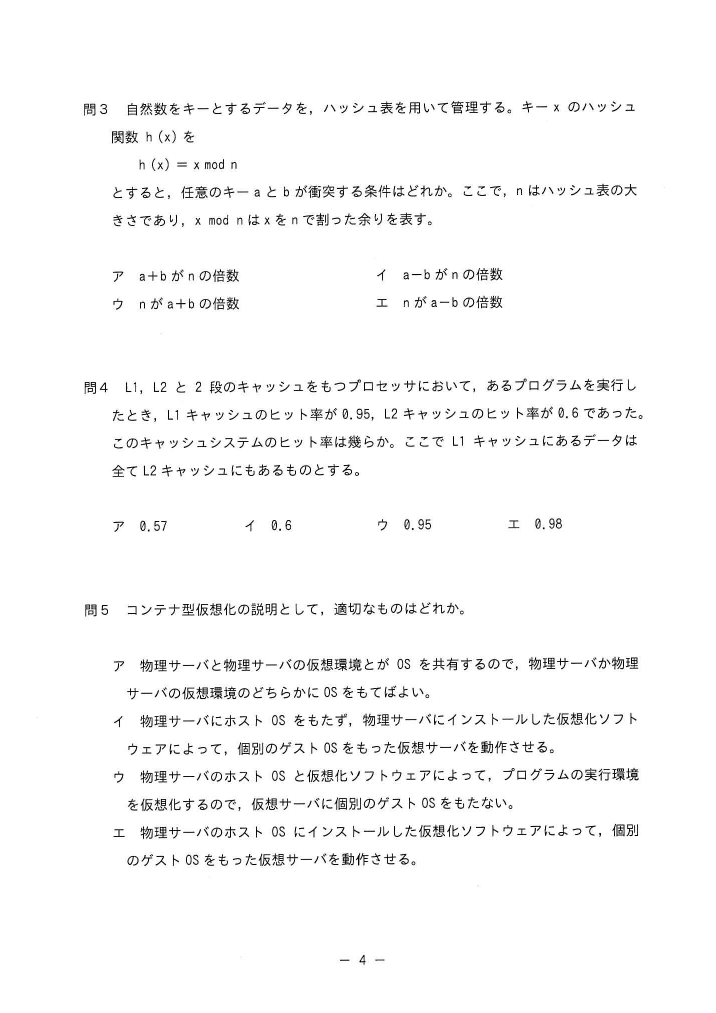 問3　自然数をキーとするデータを，ハッシュ表を用いて管理する。キー x のハッシュ
関数 h(x) を
h(x) = x mod n
とすると，任意のキー a と b が衝突する条件はどれか。ここで，n はハッシュ表の大
きさであり，x mod n は x を n で割った余りを表す。
ア　a＋b が n の倍数　イ　a－b が n の倍数
ウ　n が a＋b の倍数　エ　n が a－b の倍数
問4　L1，L2 と 2 段のキャッシュをもつプロセッサにおいて，あるプログラムを実行し
たとき，L1 キャッシュのヒット率が 0.95，L2 キャッシュのヒット率が 0.6 であった。
このキャッシュシステムのヒット率は幾らか。ここで L1 キャッシュにあるデータは
全て L2 キャッシュにもあるものとする。
ア　0.57　イ　0.6　ウ　0.95　エ　0.98
問5　コンテナ型仮想化の説明として，適切なものはどれか。
ア　物理サーバと物理サーバの仮想環境とが OS を共有するので，物理サーバか物理
サーバの仮想環境のどちらかに OS をもてばよい。
イ　物理サーバにホスト OS をもたず，物理サーバにインストールした仮想化ソフト
ウェアによって，個別のゲスト OS をもった仮想サーバを動作させる。
ウ　物理サーバのホスト OS と仮想化ソフトウェアによって，プログラムの実行環境
を仮想化するので，仮想サーバに個別のゲスト OS をもたない。
エ　物理サーバのホスト OS にインストールした仮想化ソフトウェアによって，個別
のゲスト OS をもった仮想サーバを動作させる。
－ 4 －